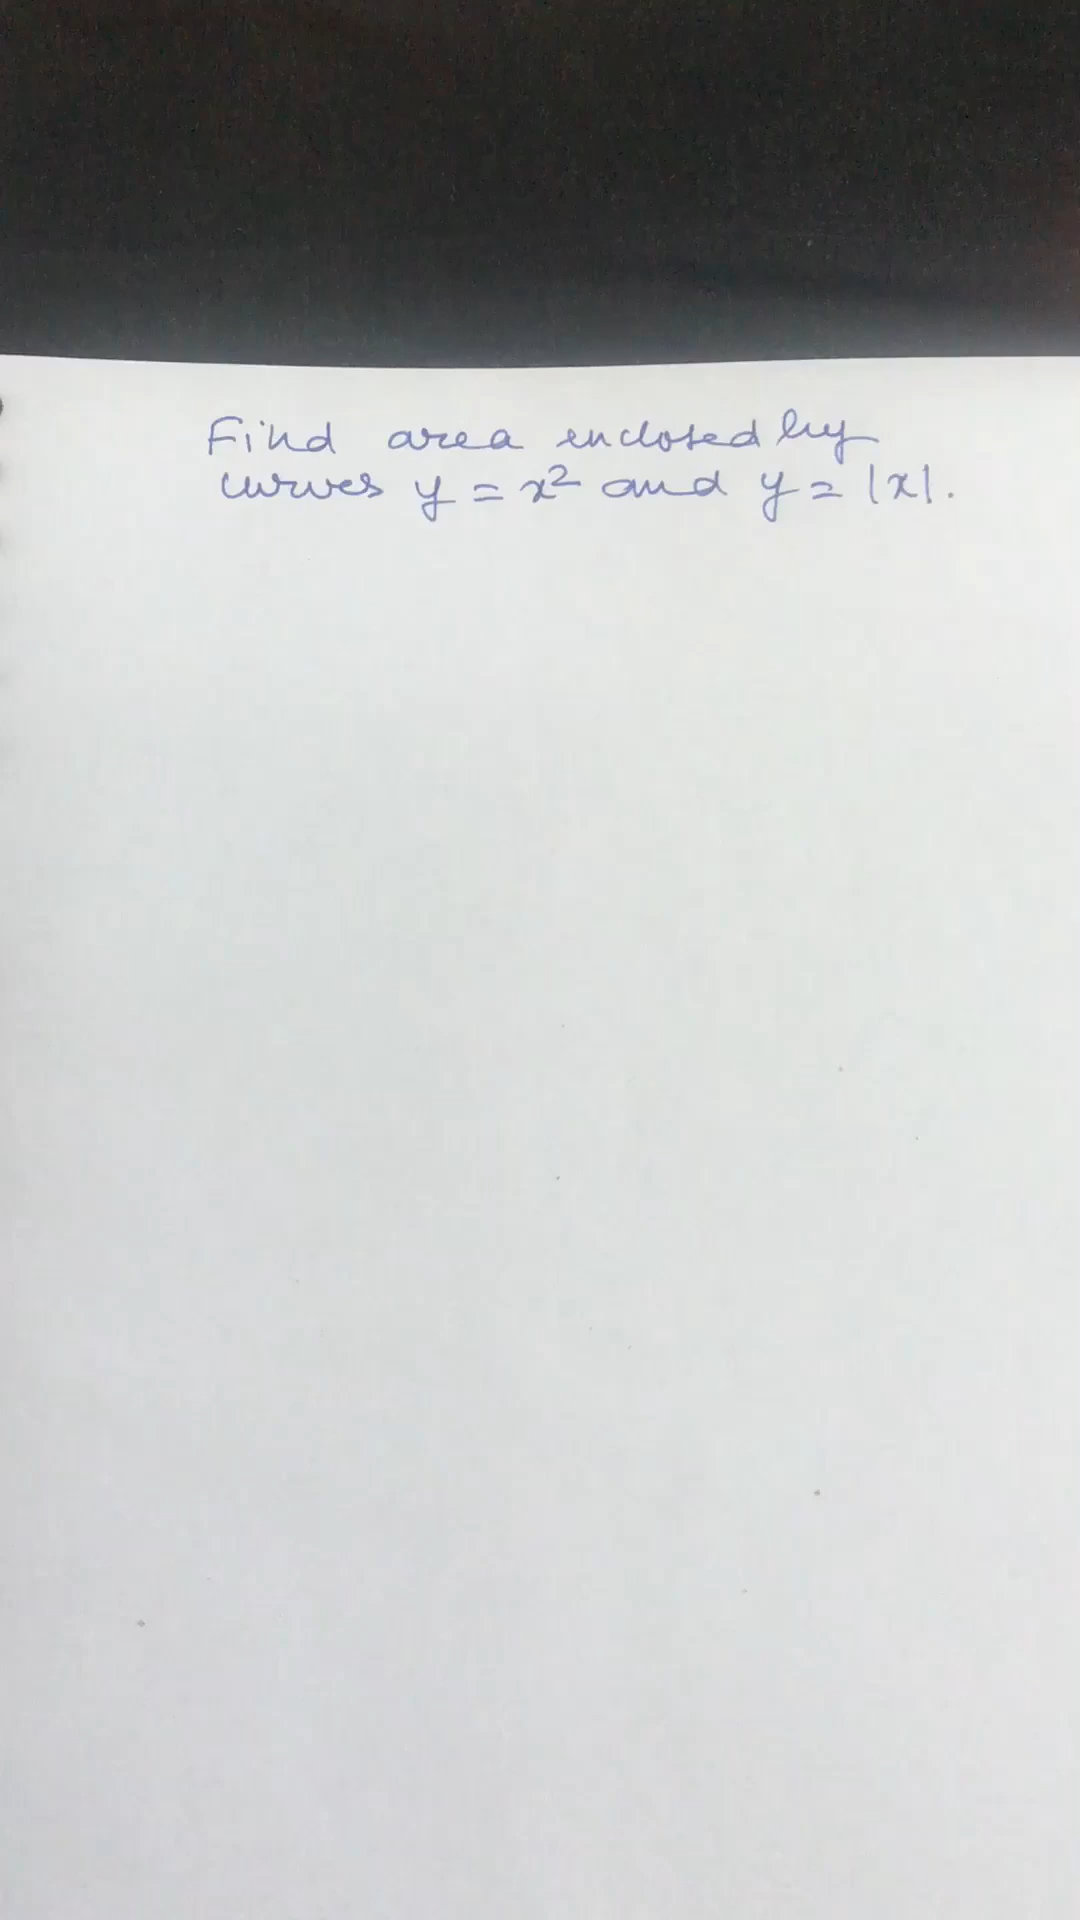 Find area enclosed by
curves y = x² and y = |x|.